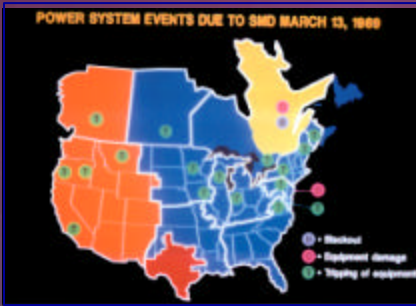 POWER SYSTEM EVENTS DUE TO SMD MARCH 13, 1989
= Blackout
= Equipment damage
= Tripping of equipment